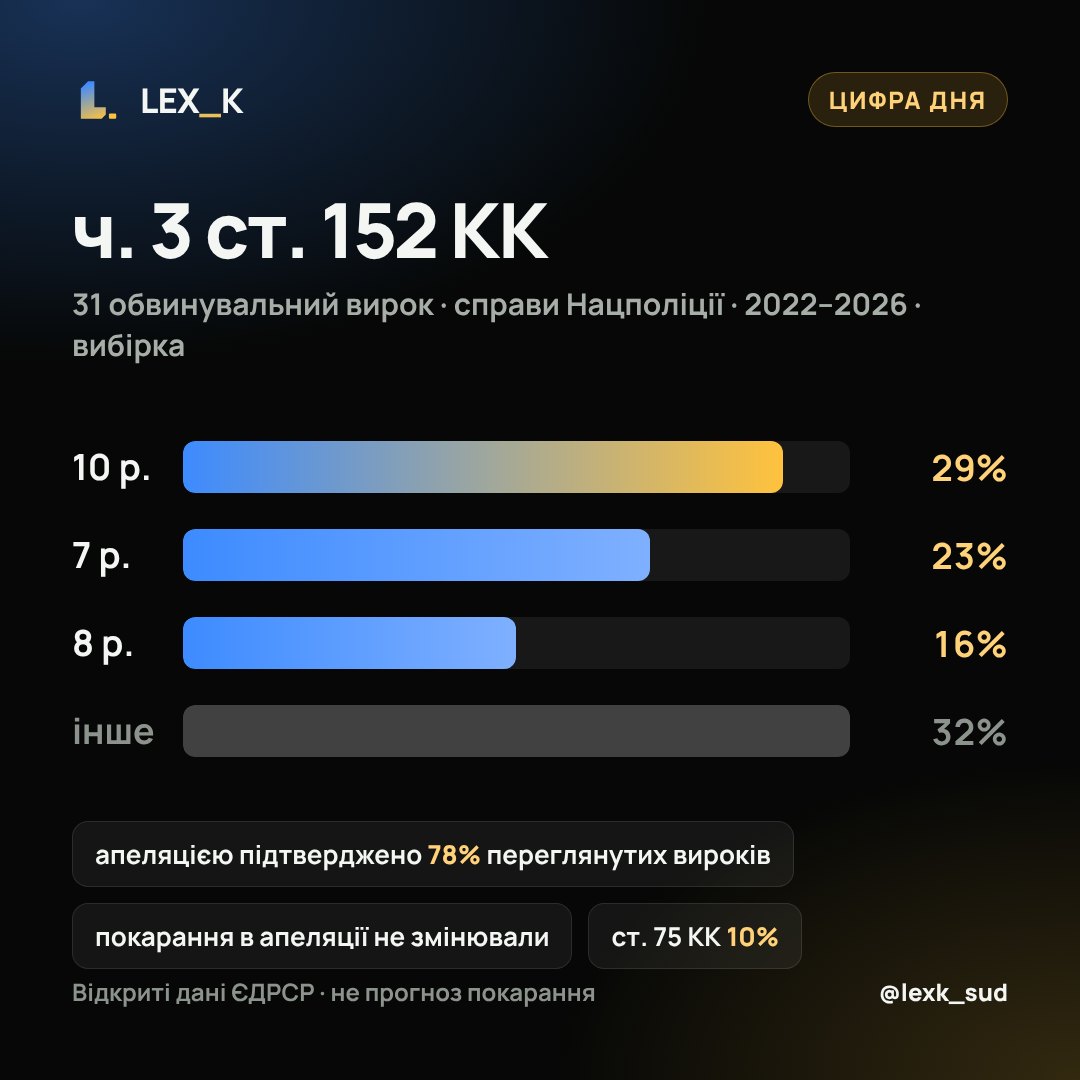 LEX_K
ЦИФРА ДНЯ
ч. 3 ст. 152 КК
31 обвинувальний вирок · справи Нацполіції · 2022–2026 ·
вибірка
10 р. 29%
7 р. 23%
8 р. 16%
інше 32%
апеляцією підтверджено 78% переглянутих вироків
покарання в апеляції не змінювали
ст. 75 КК 10%
Відкриті дані ЄДРСР · не прогноз покарання
@lexk_sud